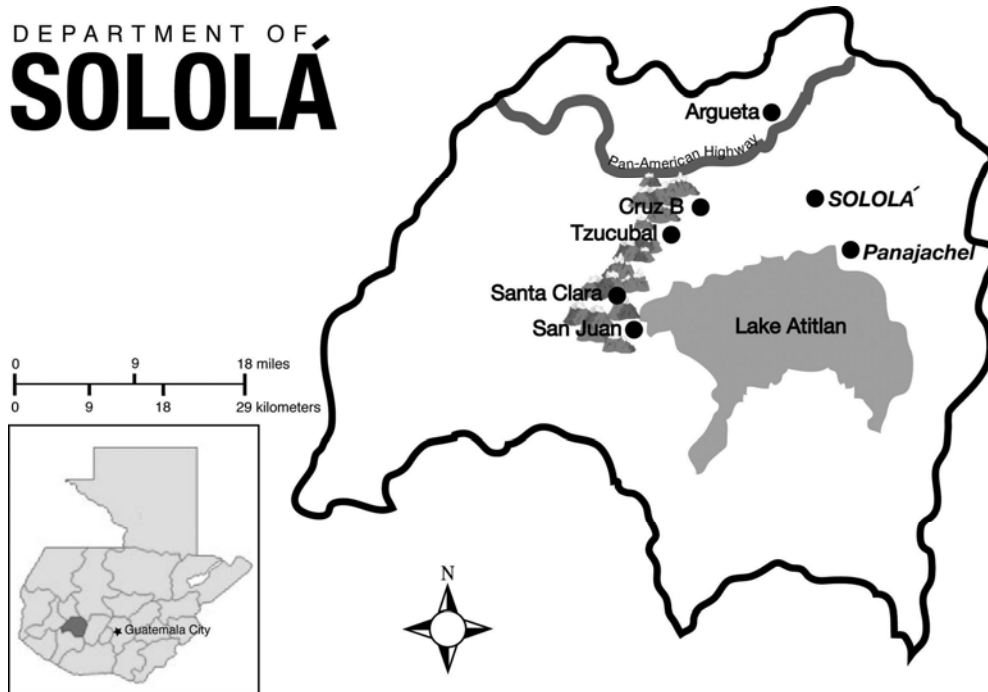 DEPARTMENT OF
SOLOLÁ
Argueta
Pan-American Highway
Cruz B
SOLOLÁ
Tzucubal
Panajachel
Santa Clara
San Juan
Lake Atitlan
0 9 18 miles
0 9 18 29 kilometers
Guatemala City
N